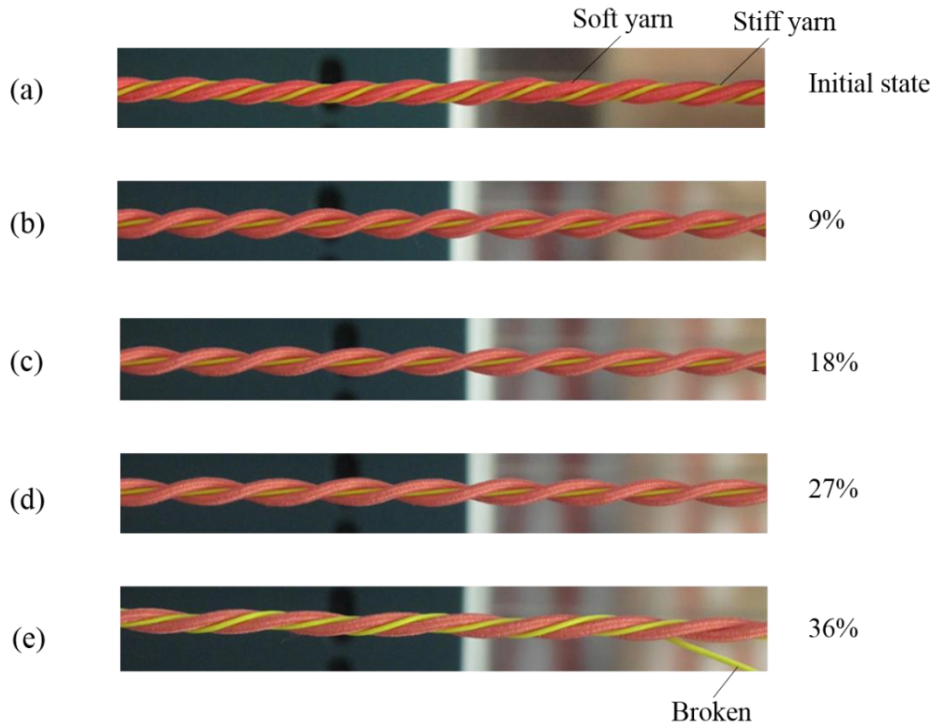 Soft yarn
Stiff yarn
(a)
Initial state
(b)
9%
(c)
18%
(d)
27%
(e)
36%
Broken